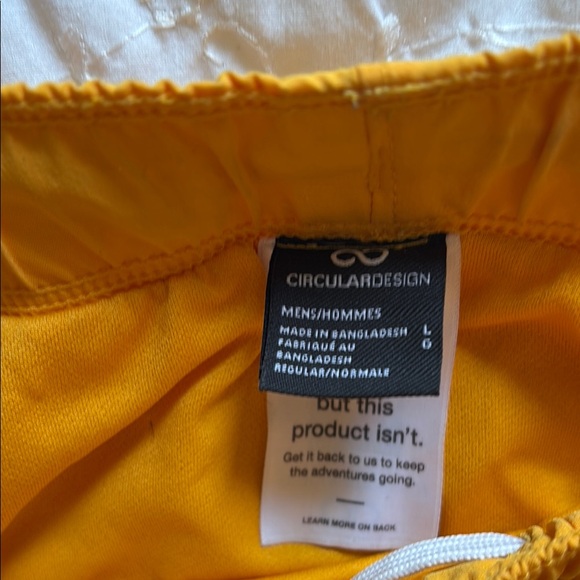 CIRCULARDESIGN
MENS/HOMMES
MADE IN BANGLADESH L
FABRIQUÉ AU G
BANGLADESH
REGULAR/NORMALE
but this
product isn't.
Get it back to us to keep
the adventures going.
LEARN MORE ON BACK